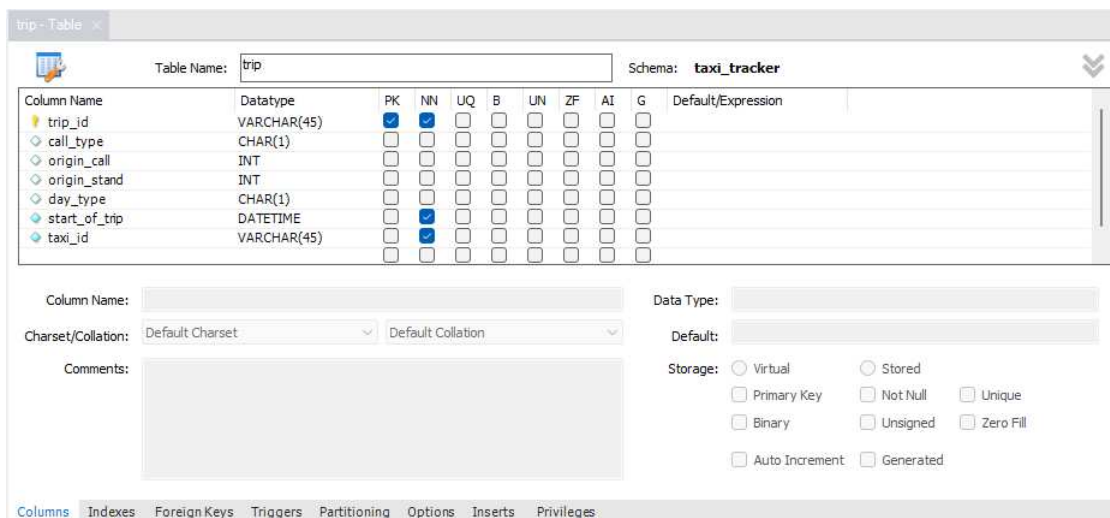 trip - Table ×
Table Name: trip Schema: taxi_tracker
Column Name Datatype PK NN UQ B UN ZF AI G Default/Expression
trip_id VARCHAR(45)
call_type CHAR(1)
origin_call INT
origin_stand INT
day_type CHAR(1)
start_of_trip DATETIME
taxi_id VARCHAR(45)
Column Name: Data Type:
Charset/Collation: Default Charset Default Collation Default:
Comments: Storage: Virtual Stored
Primary Key Not Null Unique
Binary Unsigned Zero Fill
Auto Increment Generated
Columns Indexes Foreign Keys Triggers Partitioning Options Inserts Privileges